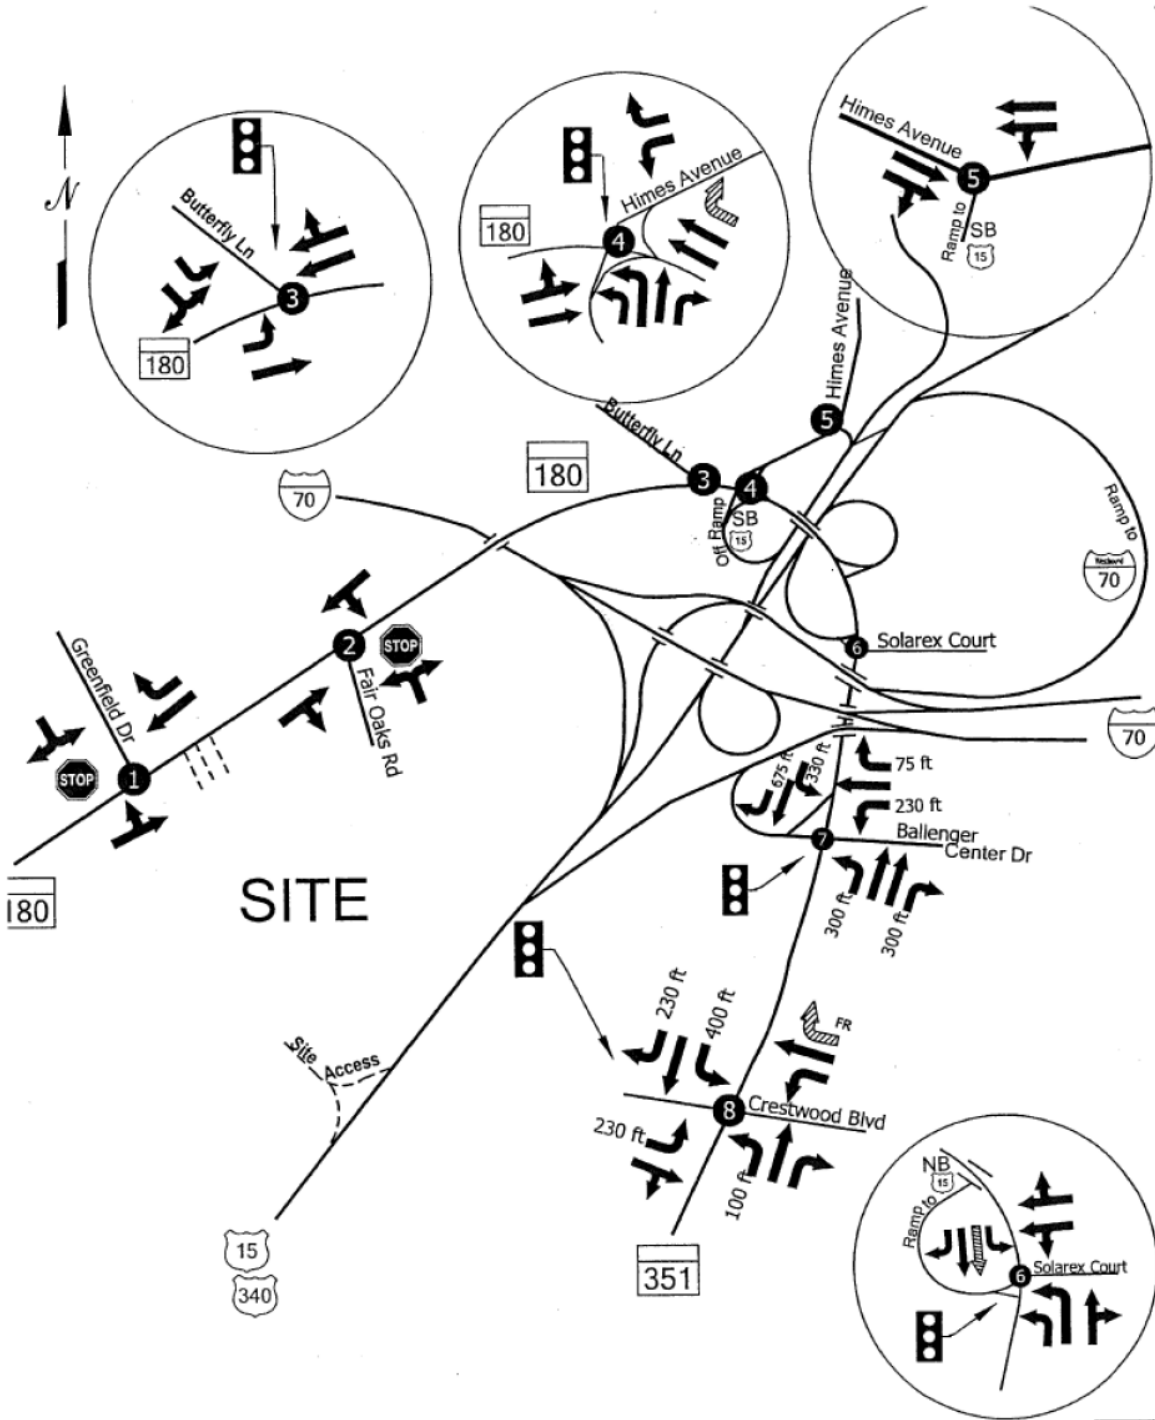 N
Butterfly Ln
3
180
180
Himes Avenue
4
Himes Avenue
5
Ramp to
SB
15
Himes Avenue
5
Butterfly Ln
3
4
180
70
Off Ramp
SB
15
Ramp to
Westbound
70
6
Solarex Court
Greenfield Dr
STOP
1
2
STOP
Fair Oaks Rd
180
SITE
70
675 ft
330 ft
75 ft
230 ft
7
Ballenger
Center Dr
300 ft
300 ft
230 ft
400 ft
FR
8
Crestwood Blvd
230 ft
100 ft
Site
Access
15
340
351
NB
15
Ramp to
6
Solarex Court